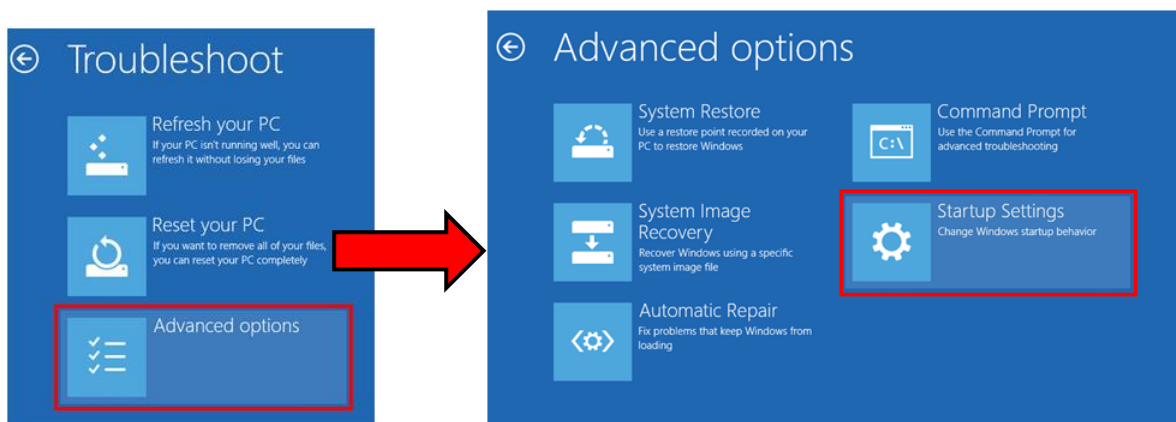 Troubleshoot
Refresh your PC
If your PC isn't running well, you can
refresh it without losing your files
Reset your PC
If you want to remove all of your files,
you can reset your PC completely
Advanced options
Advanced options
System Restore
Use a restore point recorded on your
PC to restore Windows
System Image
Recovery
Recover Windows using a specific
system image file
Automatic Repair
Fix problems that keep Windows from
loading
Command Prompt
Use the Command Prompt for
advanced troubleshooting
C:\
Startup Settings
Change Windows startup behavior